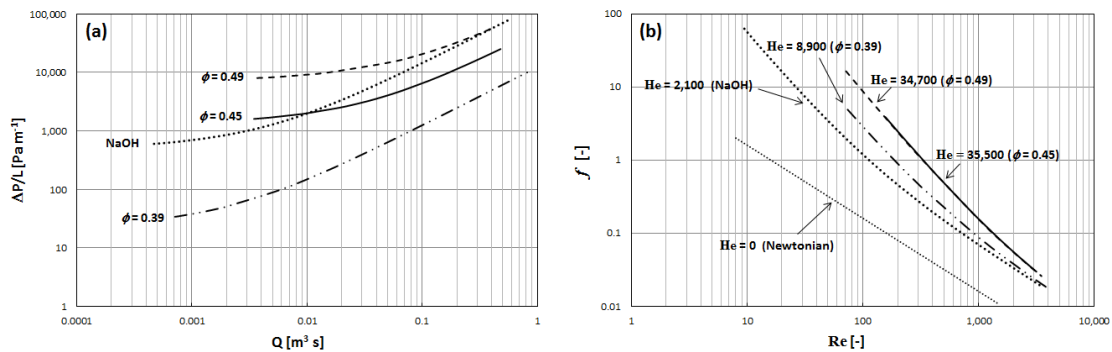 (a)
100,000
10,000
1,000
100
10
1
ΔP/L [Pa m⁻¹]
ϕ = 0.49
ϕ = 0.45
NaOH
ϕ = 0.39
0.0001
0.001
0.01
0.1
1
Q [m³ s]
(b)
100
10
1
0.1
0.01
f [-]
He = 8,900 (ϕ = 0.39)
He = 34,700 (ϕ = 0.49)
He = 2,100 (NaOH)
He = 35,500 (ϕ = 0.45)
He = 0 (Newtonian)
1
10
100
1,000
10,000
Re [-]